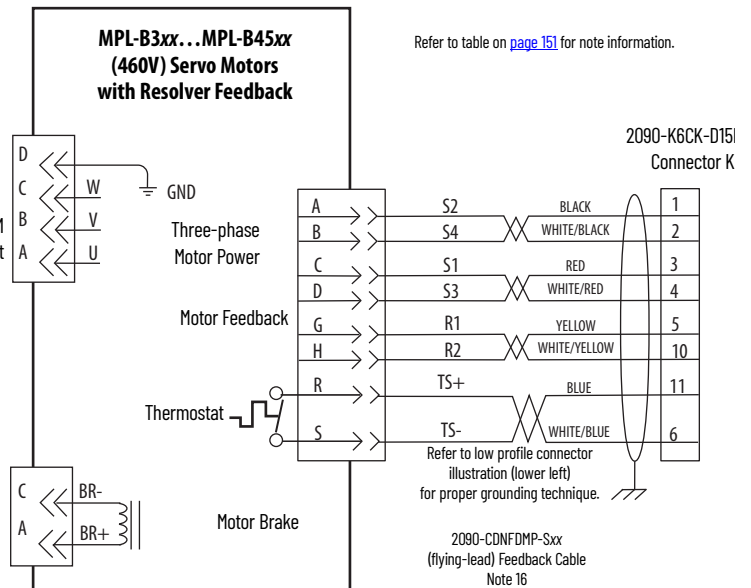 MPL-B3xx…MPL-B45xx
(460V) Servo Motors
with Resolver Feedback
Refer to table on page 151 for note information.
2090-K6CK-D15
Connector K
D
C
B
A
W
V
U
GND
Three-phase
Motor Power
Motor Feedback
Thermostat
A S2 BLACK 1
B S4 WHITE/BLACK 2
C S1 RED 3
D S3 WHITE/RED 4
G R1 YELLOW 5
H R2 WHITE/YELLOW 10
R TS+ BLUE 11
S TS- WHITE/BLUE 6
Refer to low profile connector
illustration (lower left)
for proper grounding technique.
C BR-
A BR+
Motor Brake
2090-CDNFDMP-Sxx
(flying-lead) Feedback Cable
Note 16